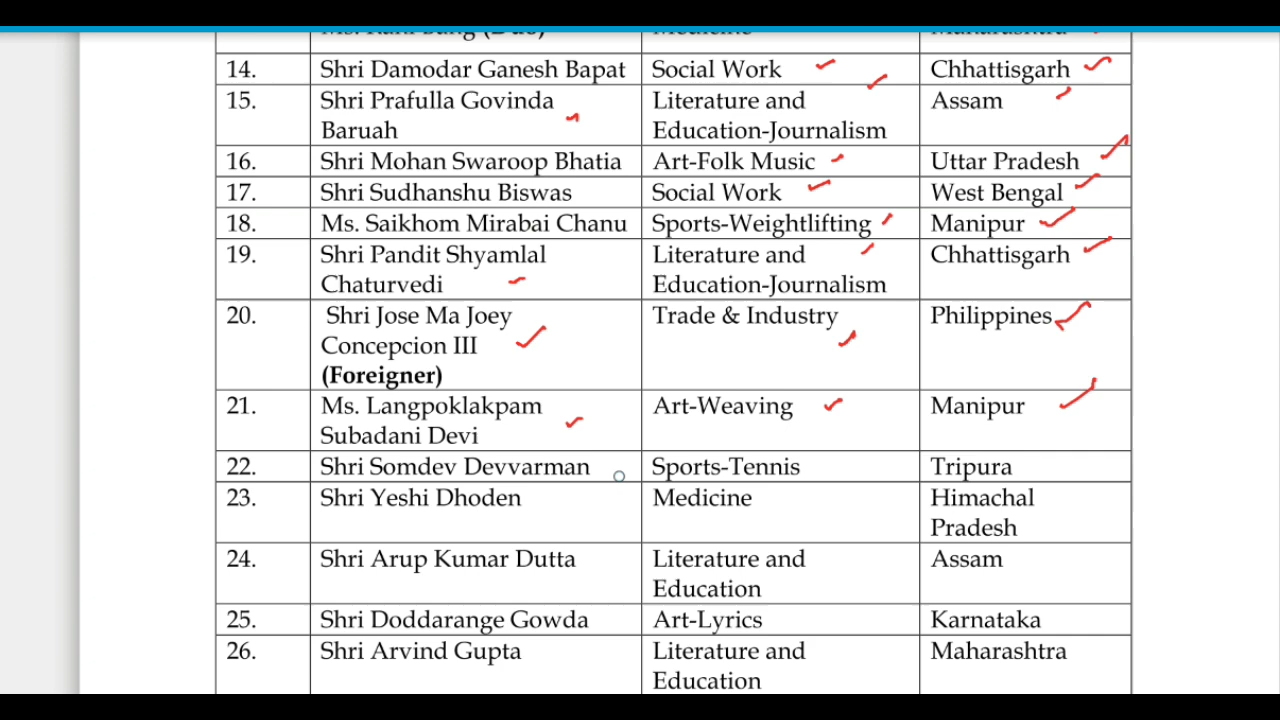 14. Shri Damodar Ganesh Bapat Social Work Chhattisgarh
15. Shri Prafulla Govinda Literature and Assam
Baruah Education-Journalism
16. Shri Mohan Swaroop Bhatia Art-Folk Music Uttar Pradesh
17. Shri Sudhanshu Biswas Social Work West Bengal
18. Ms. Saikhom Mirabai Chanu Sports-Weightlifting Manipur
19. Shri Pandit Shyamlal Literature and Chhattisgarh
Chaturvedi Education-Journalism
20. Shri Jose Ma Joey Trade & Industry Philippines
Concepcion III
(Foreigner)
21. Ms. Langpoklakpam Art-Weaving Manipur
Subadani Devi
22. Shri Somdev Devvarman Sports-Tennis Tripura
23. Shri Yeshi Dhoden Medicine Himachal
Pradesh
24. Shri Arup Kumar Dutta Literature and Assam
Education
25. Shri Doddarange Gowda Art-Lyrics Karnataka
26. Shri Arvind Gupta Literature and Maharashtra
Education